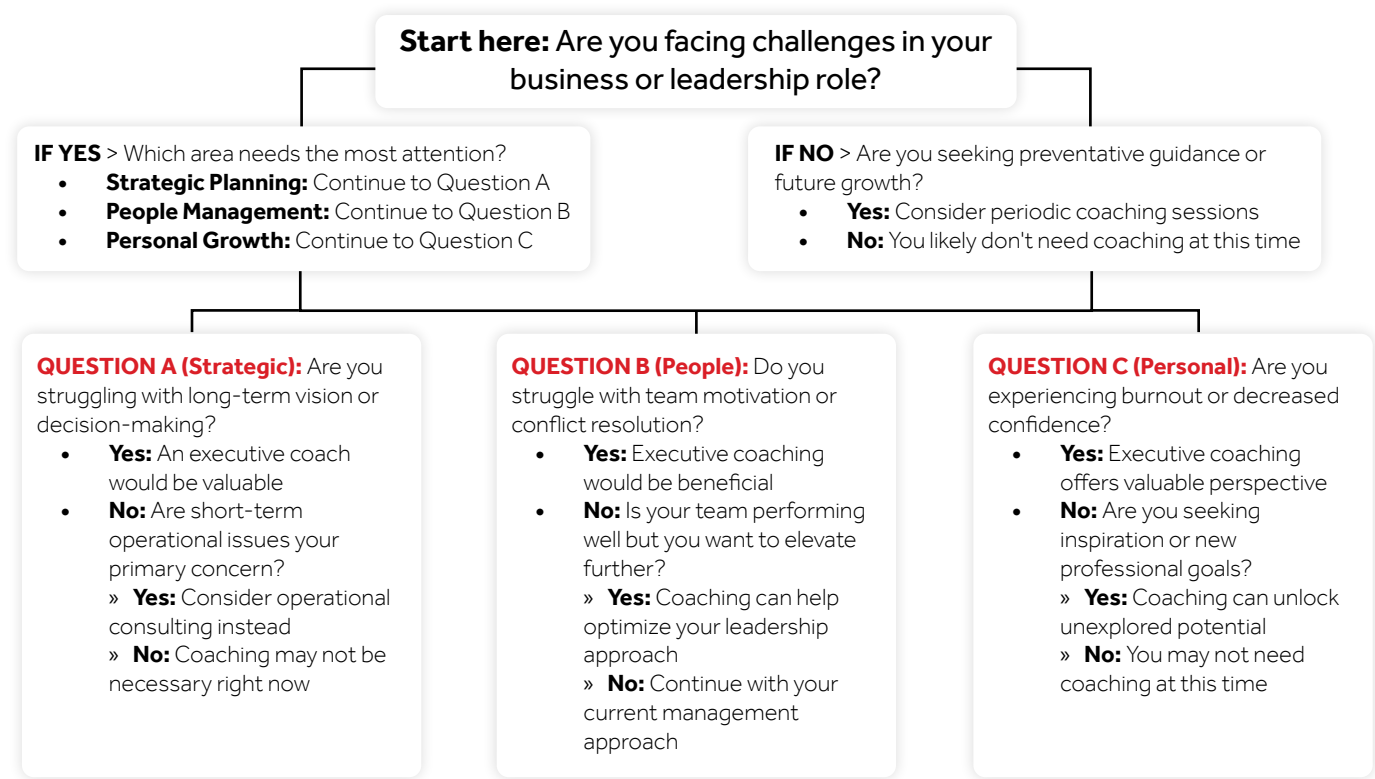 Start here: Are you facing challenges in your
business or leadership role?
IF YES > Which area needs the most attention?
• Strategic Planning: Continue to Question A
• People Management: Continue to Question B
• Personal Growth: Continue to Question C
IF NO > Are you seeking preventative guidance or
future growth?
• Yes: Consider periodic coaching sessions
• No: You likely don't need coaching at this time
QUESTION A (Strategic): Are you
struggling with long-term vision or
decision-making?
• Yes: An executive coach
would be valuable
• No: Are short-term
operational issues your
primary concern?
» Yes: Consider operational
consulting instead
» No: Coaching may not be
necessary right now
QUESTION B (People): Do you
struggle with team motivation or
conflict resolution?
• Yes: Executive coaching
would be beneficial
• No: Is your team performing
well but you want to elevate
further?
» Yes: Coaching can help
optimize your leadership
approach
» No: Continue with your
current management
approach
QUESTION C (Personal): Are you
experiencing burnout or decreased
confidence?
• Yes: Executive coaching
offers valuable perspective
• No: Are you seeking
inspiration or new
professional goals?
» Yes: Coaching can unlock
unexplored potential
» No: You may not need
coaching at this time